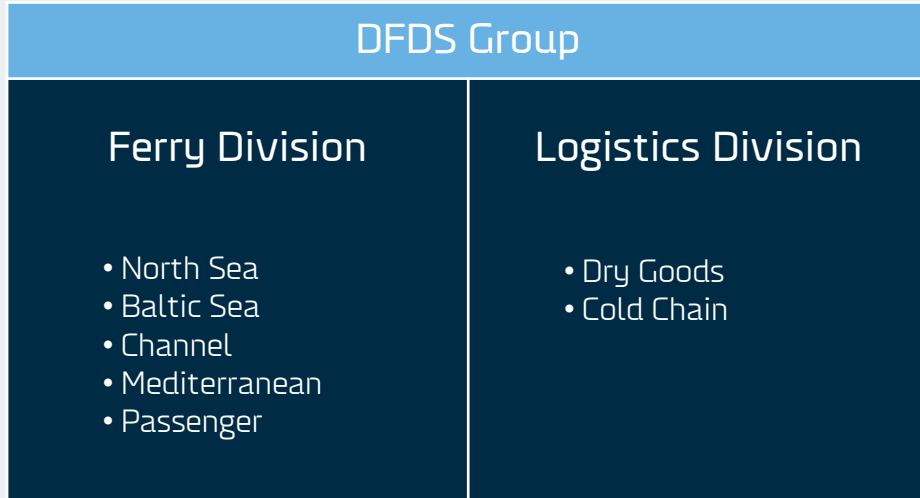 DFDS Group
Ferry Division
• North Sea
• Baltic Sea
• Channel
• Mediterranean
• Passenger
Logistics Division
• Dry Goods
• Cold Chain